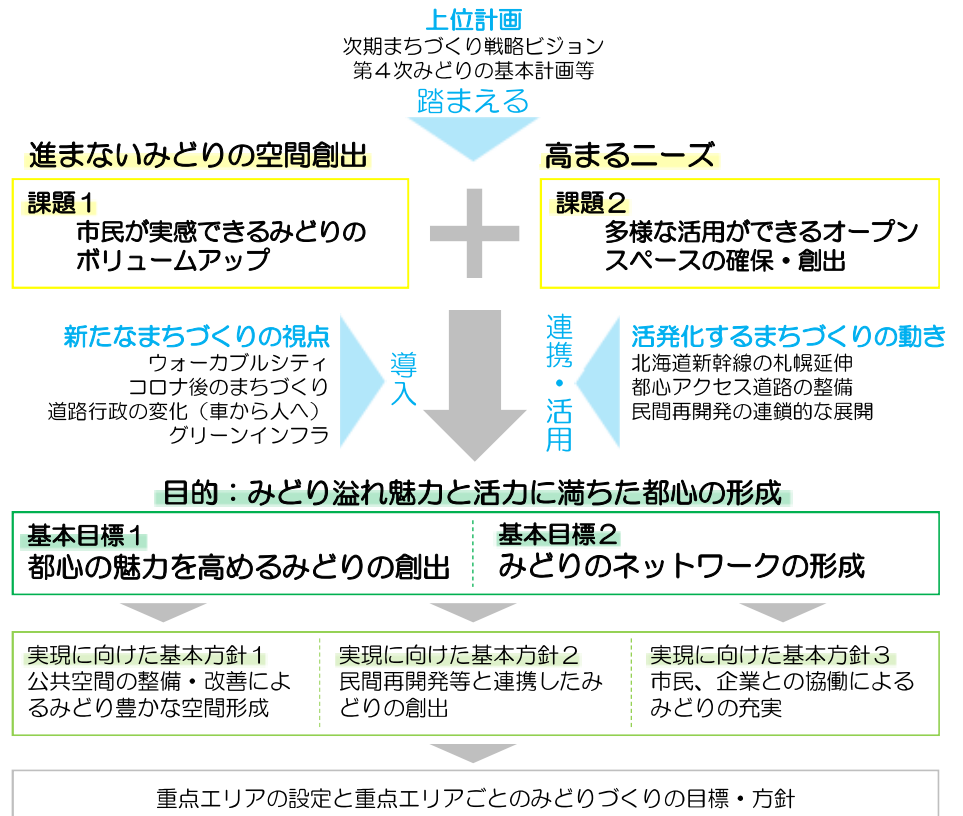 上位計画
次期まちづくり戦略ビジョン
第４次みどりの基本計画等
踏まえる
進まないみどりの空間創出
課題１
市民が実感できるみどりの
ボリュームアップ
高まるニーズ
課題２
多様な活用ができるオープン
スペースの確保・創出
新たなまちづくりの視点
ウォーカブルシティ
コロナ後のまちづくり
道路行政の変化（車から人へ）
グリーンインフラ
導入
連携・活用
活発化するまちづくりの動き
北海道新幹線の札幌延伸
都心アクセス道路の整備
民間再開発の連鎖的な展開
目的：みどり溢れ魅力と活力に満ちた都心の形成
基本目標１
都心の魅力を高めるみどりの創出
基本目標２
みどりのネットワークの形成
実現に向けた基本方針１
公共空間の整備・改善によ
るみどり豊かな空間形成
実現に向けた基本方針２
民間再開発等と連携したみ
どりの創出
実現に向けた基本方針３
市民、企業との協働による
みどりの充実
重点エリアの設定と重点エリアごとのみどりづくりの目標・方針